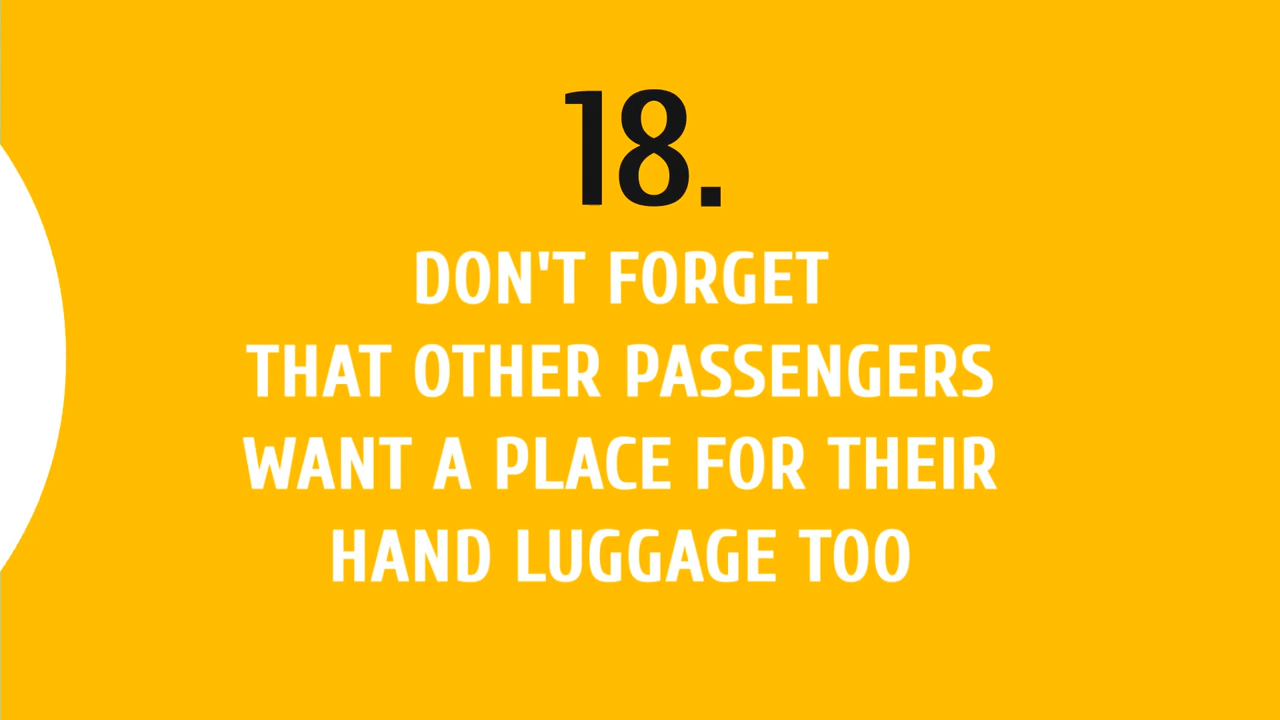 18.
DON'T FORGET
THAT OTHER PASSENGERS
WANT A PLACE FOR THEIR
HAND LUGGAGE TOO